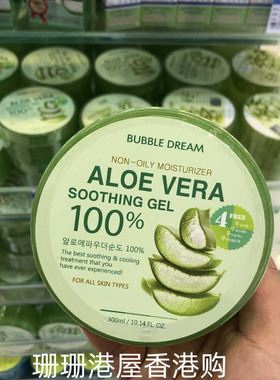 BUBBLE DREAM
NON-OILY MOISTURIZER
ALOE VERA
SOOTHING GEL
100%
4 FREE
알로에파우더순도 100%
The best soothing & cooling
treatment that you
have ever experienced!
FOR ALL SKIN TYPES
300ml / 10.14 FL. OZ.
珊珊港屋香港购